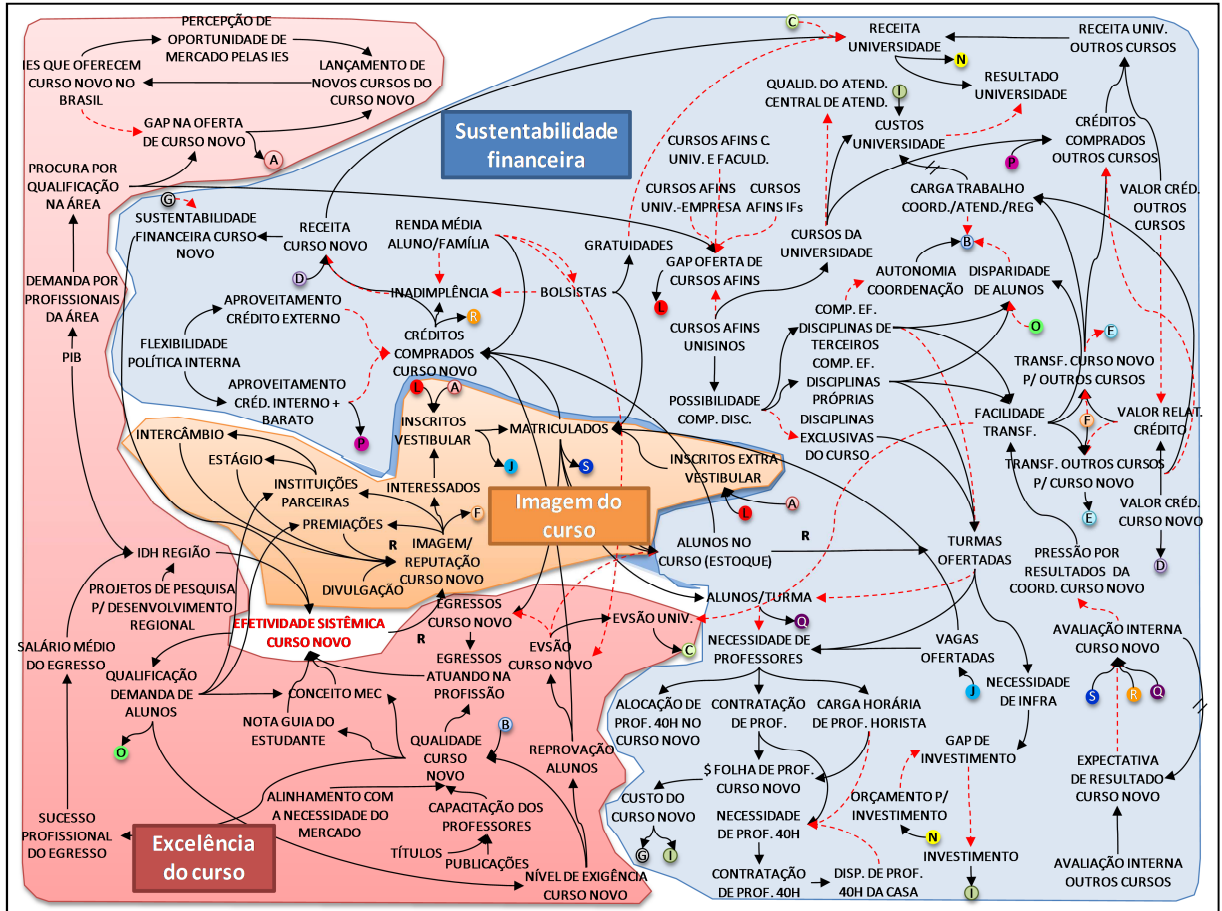 PERCEPÇÃO DE
OPORTUNIDADE DE
MERCADO PELAS IES
IES QUE OFERECEM
CURSO NOVO NO
BRASIL
LANÇAMENTO DE
NOVOS CURSOS DO
CURSO NOVO
GAP NA OFERTA
DE CURSO NOVO
A
PROCURA POR
QUALIFICAÇÃO
NA ÁREA
DEMANDA POR
PROFISSIONAIS
DA ÁREA
PIB
Sustentabilidade
financeira
C
RECEITA
UNIVERSIDADE
N
RECEITA UNIV.
OUTROS CURSOS
RESULTADO
UNIVERSIDADE
QUALID. DO ATEND.
CENTRAL DE ATEND.
I
CUSTOS
UNIVERSIDADE
CRÉDITOS
COMPRADOS
OUTROS CURSOS
P
CURSOS AFINS C.
UNIV. E FACULD.
CURSOS AFINS
UNIV.-EMPRESA
CURSOS
AFINS IFs
CARGA TRABALHO
COORD./ATEND./REG
VALOR CRÉD.
OUTROS
CURSOS
G
SUSTENTABILIDADE
FINANCEIRA CURSO
NOVO
RECEITA
CURSO NOVO
D
RENDA MÉDIA
ALUNO/FAMÍLIA
GRATUIDADES
GAP OFERTA DE
CURSOS AFINS
L
CURSOS DA
UNIVERSIDADE
B
AUTONOMIA
COORDENAÇÃO
DISPARIDADE
DE ALUNOS
O
APROVEITAMENTO
CRÉDITO EXTERNO
INADIMPLÊNCIA
R
BOLSISTAS
CRÉDITOS
COMPRADOS
CURSO NOVO
FLEXIBILIDADE
POLÍTICA INTERNA
APROVEITAMENTO
CRÉD. INTERNO +
BARATO
P
CURSOS AFINS
UNISINOS
COMP. EF.
DISCIPLINAS DE
TERCEIROS
COMP. EF.
DISCIPLINAS
PRÓPRIAS
POSSIBILIDADE
COMP. DISC.
DISCIPLINAS
EXCLUSIVAS
DO CURSO
F
TRANSF. CURSO NOVO
P/ OUTROS CURSOS
FACILIDADE
TRANSF.
F
VALOR RELAT.
CRÉDITO
TRANSF. OUTROS CURSOS
P/ CURSO NOVO
E
VALOR CRÉD.
CURSO NOVO
D
L
A
INSCRITOS
VESTIBULAR
MATRICULADOS
J
S
INTERCÂMBIO
ESTÁGIO
INSTITUIÇÕES
PARCEIRAS
INTERESSADOS
PREMIAÇÕES
F
R
IMAGEM/
REPUTAÇÃO
CURSO NOVO
DIVULGAÇÃO
Imagem do
curso
INSCRITOS EXTRA
VESTIBULAR
L
A
ALUNOS NO
CURSO (ESTOQUE)
R
TURMAS
OFERTADAS
PRESSÃO POR
RESULTADOS DA
COORD. CURSO NOVO
IDH REGIÃO
PROJETOS DE PESQUISA
P/ DESENVOLVIMENTO
REGIONAL
EFETIVIDADE SISTÊMICA
CURSO NOVO
EGRESSOS
CURSO NOVO
R
EVSÃO UNIV.
C
ALUNOS/TURMA
Q
NECESSIDADE DE
PROFESSORES
VAGAS
OFERTADAS
J
NECESSIDADE
DE INFRA
AVALIAÇÃO INTERNA
CURSO NOVO
S
R
Q
SALÁRIO MÉDIO
DO EGRESSO
QUALIFICAÇÃO
DEMANDA DE
ALUNOS
O
EGRESSOS
ATUANDO NA
PROFISSÃO
EVSÃO
CURSO NOVO
CONCEITO MEC
NOTA GUIA DO
ESTUDANTE
B
QUALIDADE
CURSO
NOVO
REPROVAÇÃO
ALUNOS
ALOCAÇÃO DE
PROF. 40H NO
CURSO NOVO
CONTRATAÇÃO
DE PROF.
CARGA HORÁRIA
DE PROF. HORISTA
GAP DE
INVESTIMENTO
EXPECTATIVA
DE RESULTADO
CURSO NOVO
$ FOLHA DE PROF.
CURSO NOVO
CUSTO DO
CURSO NOVO
G
I
NECESSIDADE
DE PROF. 40H
ORÇAMENTO P/
INVESTIMENTO
N
INVESTIMENTO
I
ALINHAMENTO COM
A NECESSIDADE DO
MERCADO
CAPACITAÇÃO DOS
PROFESSORES
TÍTULOS
PUBLICAÇÕES
SUCESSO
PROFISSIONAL
DO EGRESSO
Excelência
do curso
NÍVEL DE EXIGÊNCIA
CURSO NOVO
CONTRATAÇÃO
DE PROF. 40H
DISP. DE PROF.
40H DA CASA
AVALIAÇÃO INTERNA
OUTROS CURSOS